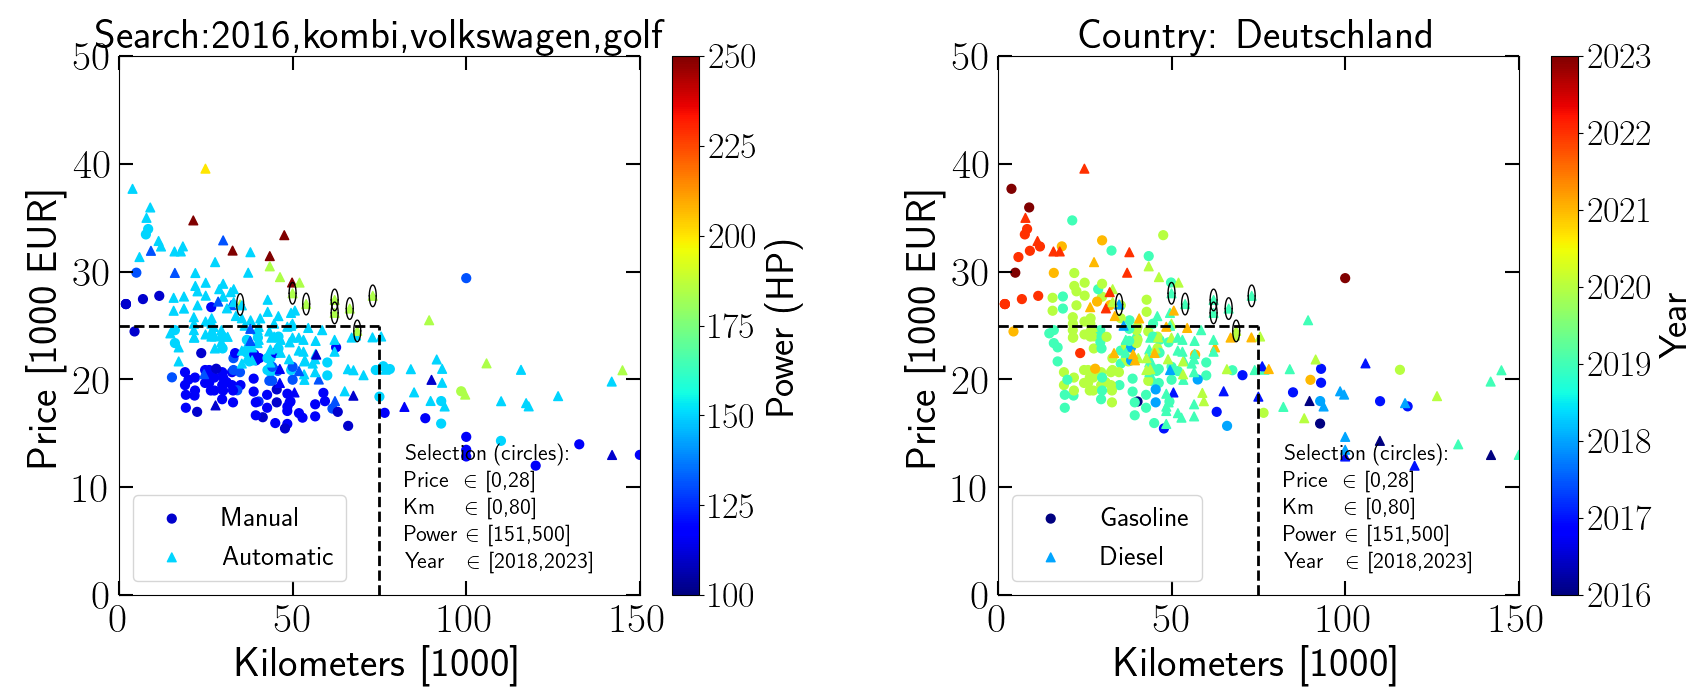 Search:2016,kombi,volkswagen,golf
50
40
30
20
10
0
Price [1000 EUR]
0 50 100 150
Kilometers [1000]
Manual
Automatic
Selection (circles):
Price ∈ [0,28]
Km ∈ [0,80]
Power ∈ [151,500]
Year ∈ [2018,2023]
250
225
200
175
150
125
100
Power (HP)
Country: Deutschland
50
40
30
20
10
0
Price [1000 EUR]
0 50 100 150
Kilometers [1000]
Gasoline
Diesel
Selection (circles):
Price ∈ [0,28]
Km ∈ [0,80]
Power ∈ [151,500]
Year ∈ [2018,2023]
2023
2022
2021
2020
2019
2018
2017
2016
Year